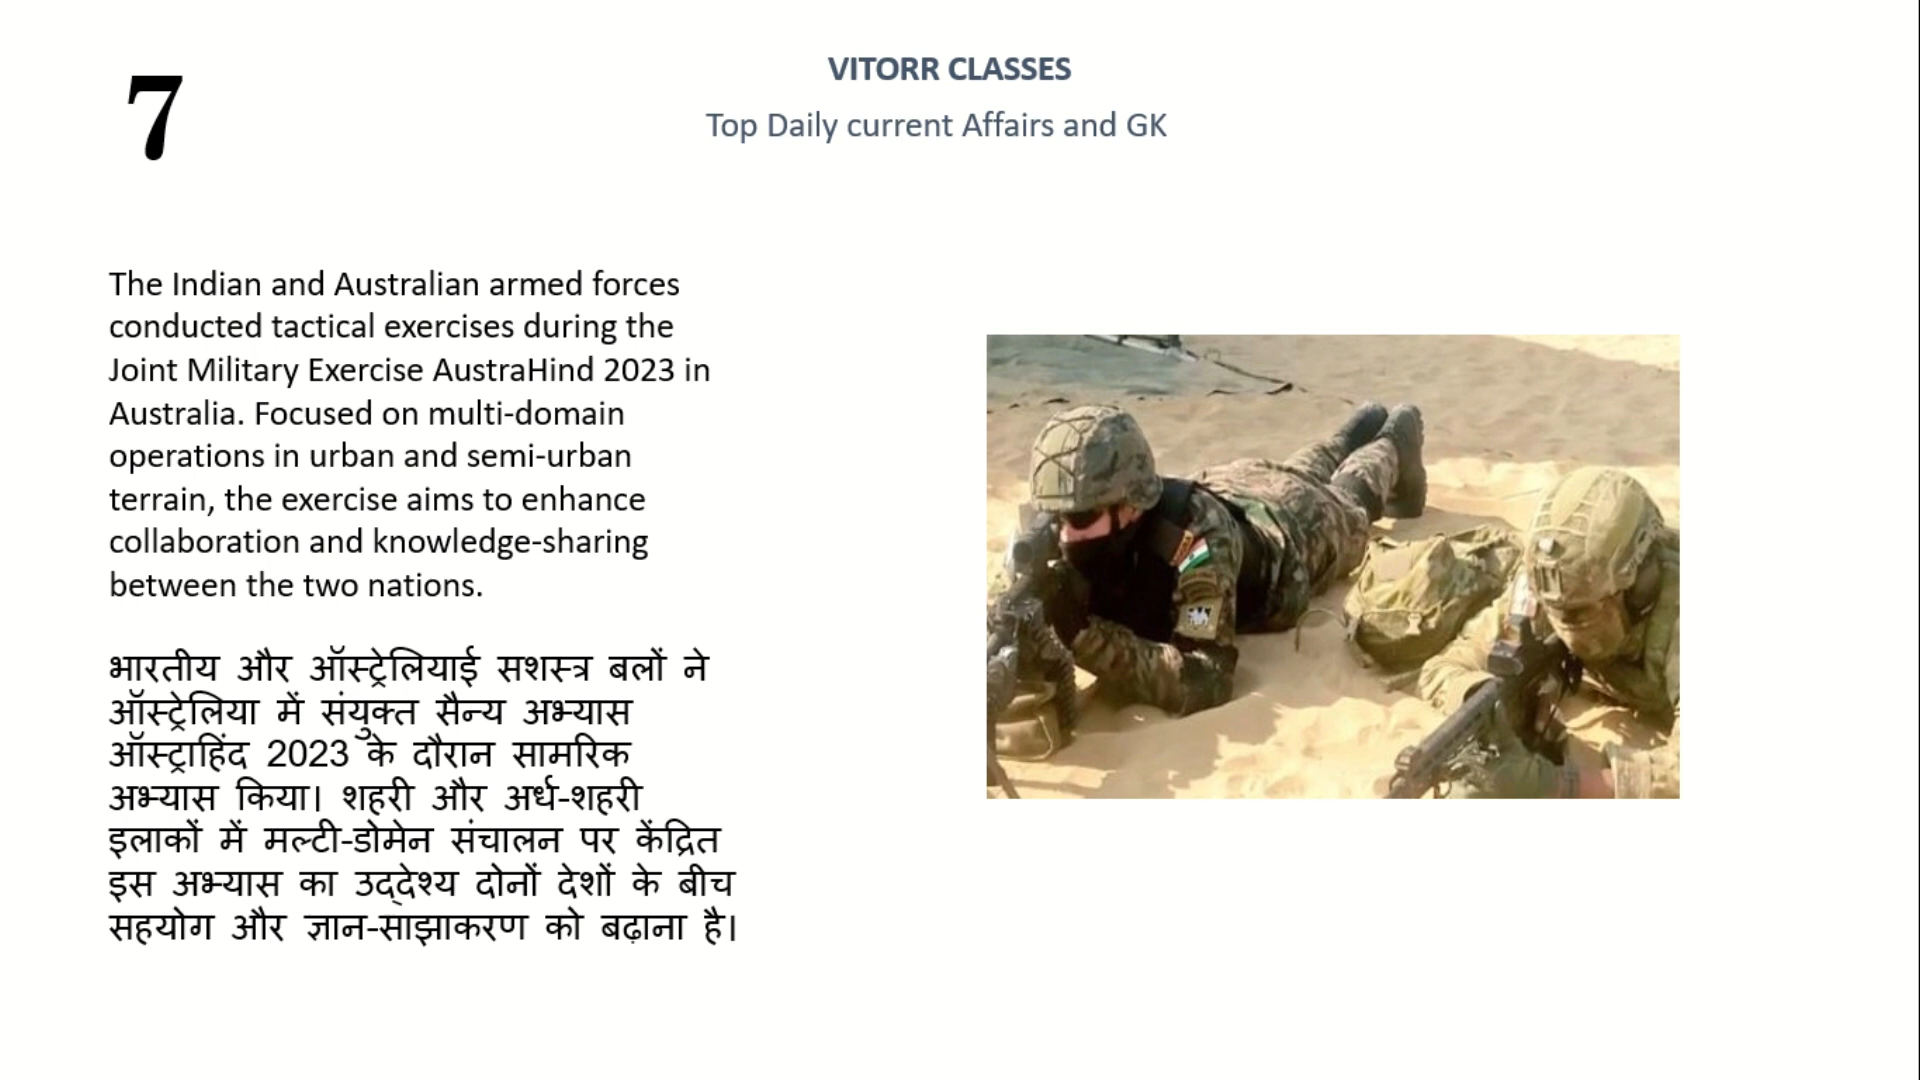 7
VITORR CLASSES
Top Daily current Affairs and GK
The Indian and Australian armed forces
conducted tactical exercises during the
Joint Military Exercise AustraHind 2023 in
Australia. Focused on multi-domain
operations in urban and semi-urban
terrain, the exercise aims to enhance
collaboration and knowledge-sharing
between the two nations.
भारतीय और ऑस्ट्रेलियाई सशस्त्र बलों ने
ऑस्ट्रेलिया में संयुक्त सैन्य अभ्यास
ऑस्ट्राहिंद 2023 के दौरान सामरिक
अभ्यास किया। शहरी और अर्ध-शहरी
इलाकों में मल्टी-डोमेन संचालन पर केंद्रित
इस अभ्यास का उद्देश्य दोनों देशों के बीच
सहयोग और ज्ञान-साझाकरण को बढ़ाना है।